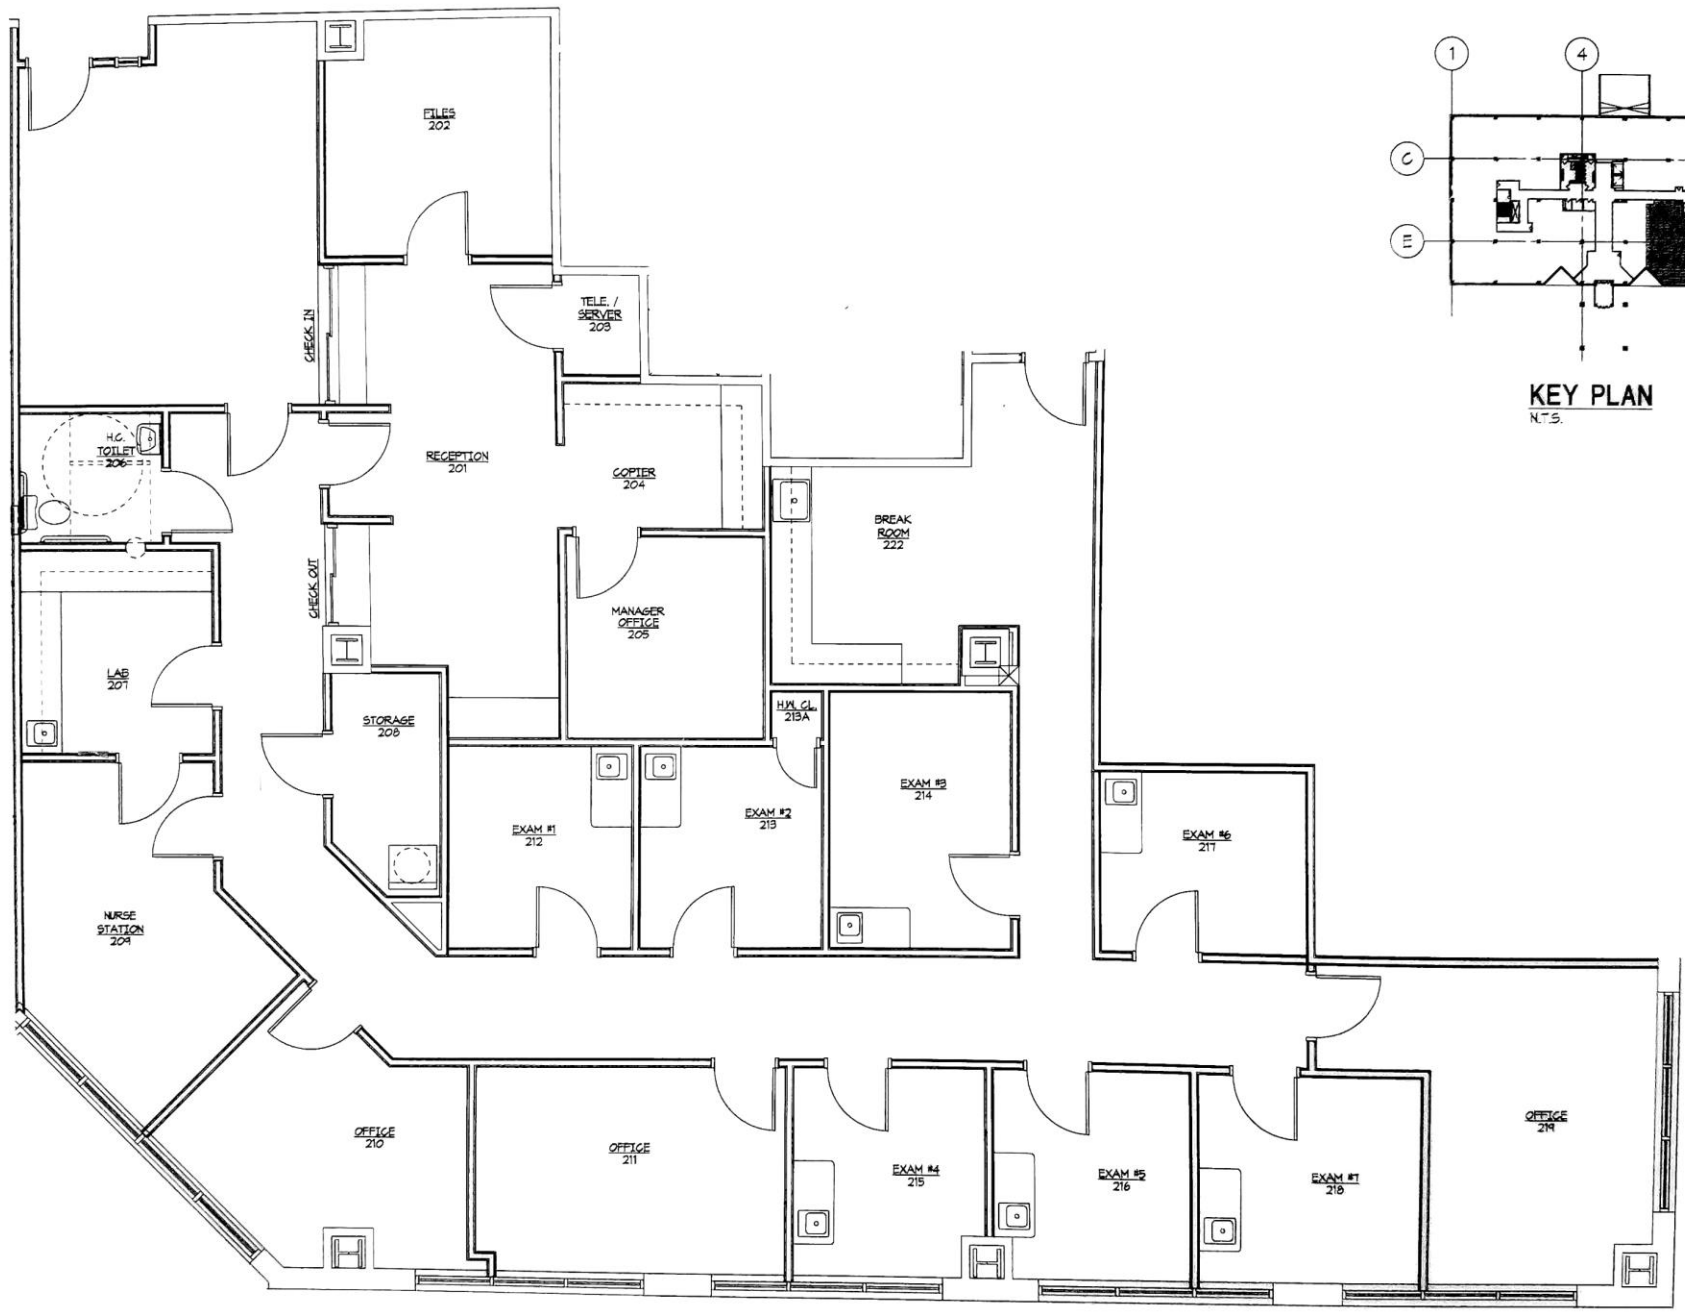 1
4
C
E
KEY PLAN
N.T.S.
FILES
202
TELE. /
SERVER
203
CHECK IN
H.C.
TOILET
206
RECEPTION
201
COPIER
204
BREAK
ROOM
222
CHECK OUT
MANAGER
OFFICE
205
LAB
207
STORAGE
208
H.W. CL.
213A
EXAM #1
212
EXAM #2
213
EXAM #3
214
EXAM #6
217
NURSE
STATION
209
OFFICE
210
OFFICE
211
EXAM #4
215
EXAM #5
216
EXAM #7
218
OFFICE
219